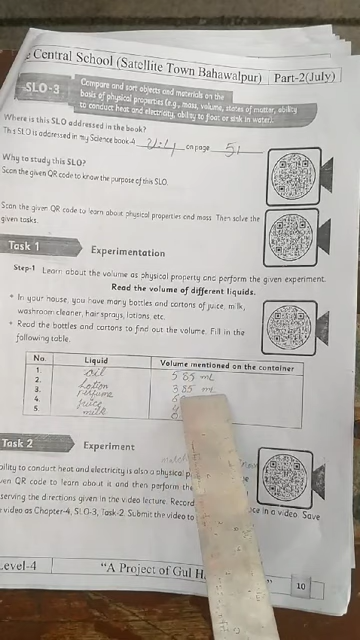 e Central School (Satellite Town Bahawalpur) Part-2(July)
SLO-3
Compare and sort objects and materials on the
basis of physical properties (e.g., mass, volume, states of matter, ability
to conduct heat and electricity, ability to float or sink in water).
Where is this SLO addressed in the book?
This SLO is addressed in my Science book-4 on page 51
Why to study this SLO?
Scan the given QR code to know the purpose of this SLO.
Scan the given QR code to learn about physical properties and mass. Then solve the
given tasks.
Task 1 Experimentation
Step-1 Learn about the volume as physical property and perform the given experiment.
Read the volume of different liquids.
• In your house, you have many bottles and cartons of juice, milk,
washroom cleaner, hair sprays, lotions etc.
• Read the bottles and cartons to find out the volume. Fill in the
following table.
No. Liquid Volume mentioned on the container
1. oil 585 mL
2. Lotion 385 m
3. Perfume
4. juice
5. milk
Task 2 Experiment
bility to conduct heat and electricity is also a physical p
ven QR code to learn about it and then perform the
serving the directions given in the video lecture. Record ce in a video. Save
video as Chapter-4, SLO-3, Task-2. Submit the video to
Level-4 "A Project of Gul H " 10